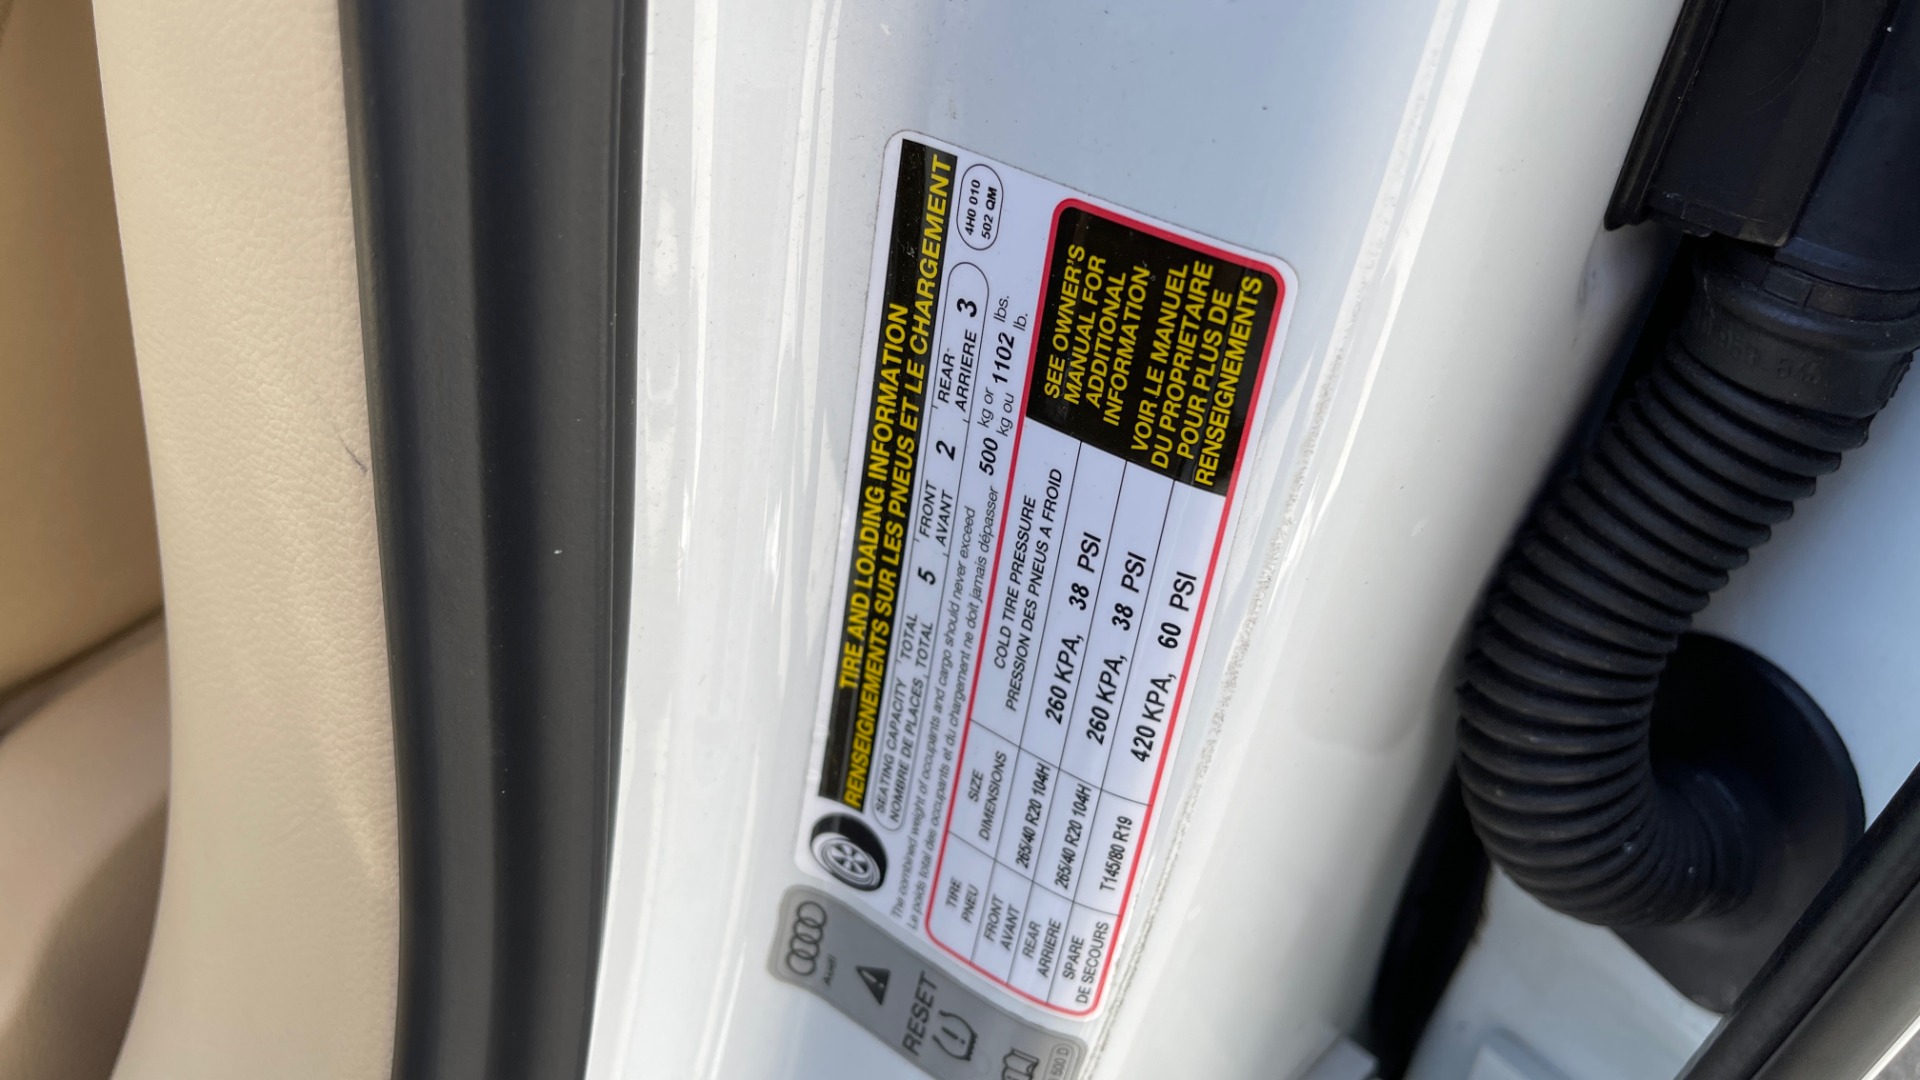 TIRE AND LOADING INFORMATION
RENSEIGNEMENTS SUR LES PNEUS ET LE CHARGEMENT
SEATING CAPACITY TOTAL 5 FRONT 2 REAR 3
NOMBRE DE PLACES TOTAL AVANT ARRIERE
4H0 010
502 QM
The combined weight of occupants and cargo should never exceed 500 kg or 1102 lbs.
Le poids total des occupants et du chargement ne doit jamais dépasser kg ou lb.
TIRE SIZE COLD TIRE PRESSURE
PNEU DIMENSIONS PRESSION DES PNEUS A FROID
FRONT 265/40 R20 104H 260 KPA, 38 PSI
AVANT
REAR 265/40 R20 104H 260 KPA, 38 PSI
ARRIERE
SPARE T145/80 R19 420 KPA, 60 PSI
DE SECOURS
SEE OWNER'S
MANUAL FOR
ADDITIONAL
INFORMATION
VOIR LE MANUEL
DU PROPRIETAIRE
POUR PLUS DE
RENSEIGNEMENTS
Audi
RESET
500 D